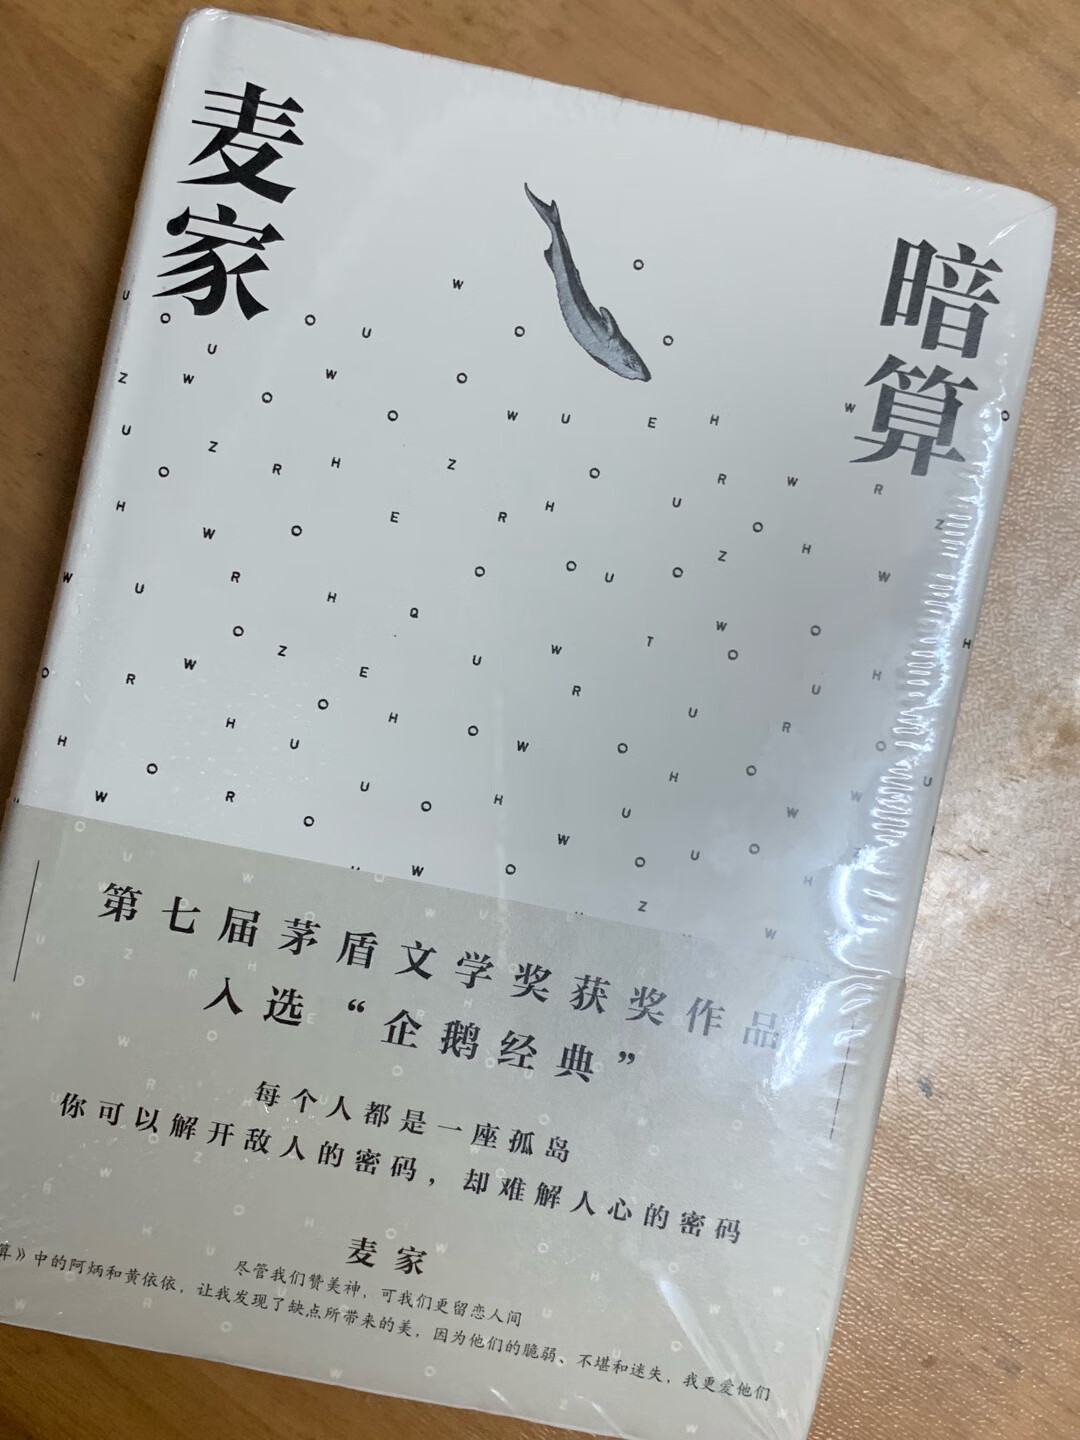 麦家
暗算
第七届茅盾文学奖获奖作品
入选“企鹅经典”
每个人都是一座孤岛
你可以解开敌人的密码，却难解人心的密码
麦家
尽管我们赞美神，可我们更留恋人间
算》中的阿炳和黄依依，让我发现了缺点所带来的美，因为他们的脆弱、不堪和迷失，我更爱他们